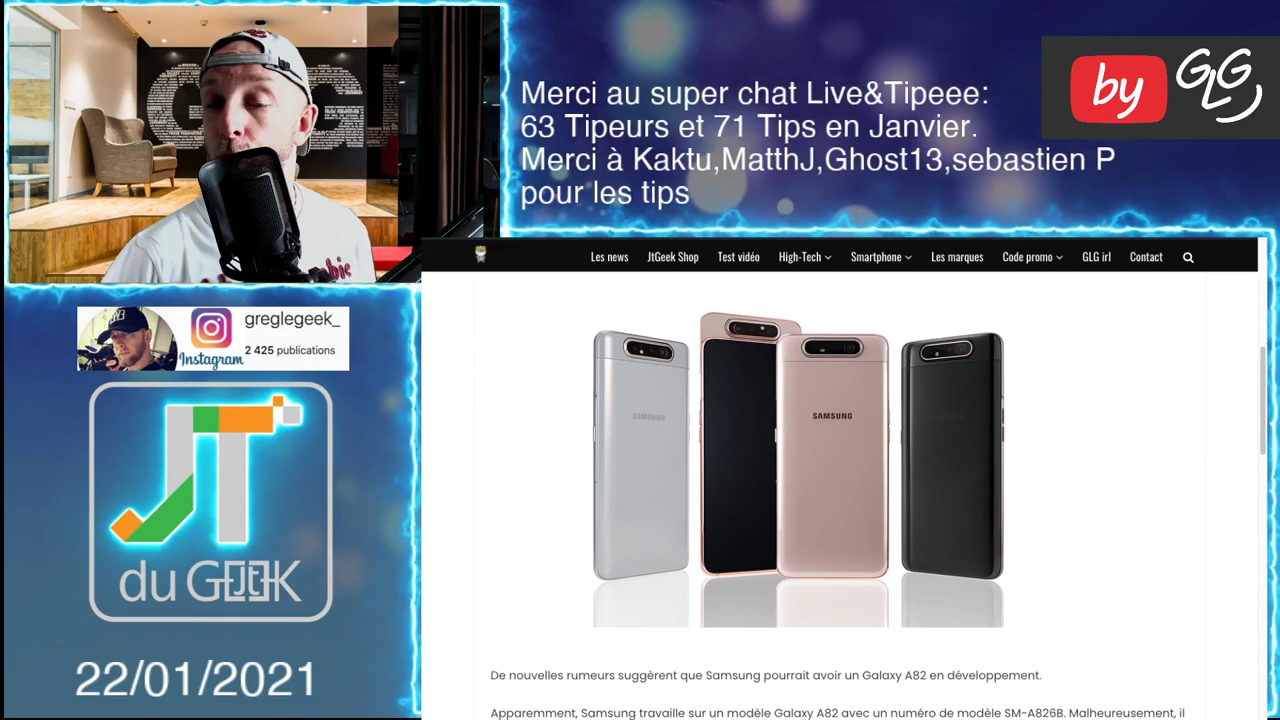 Merci au super chat Live&Tipeee:
63 Tipeurs et 71 Tips en Janvier.
Merci à Kaktu,MatthJ,Ghost13,sebastien P
pour les tips
by GLG
Les news JtGeek Shop Test vidéo High-Tech Smartphone Les marques Code promo GLG irl Contact
greglegeek_
Instagram
2 425 publications
SAMSUNG SAMSUNG
JT
du GEEK
22/01/2021
De nouvelles rumeurs suggèrent que Samsung pourrait avoir un Galaxy A82 en développement.
Apparemment, Samsung travaille sur un modèle Galaxy A82 avec un numéro de modèle SM-A826B. Malheureusement, il